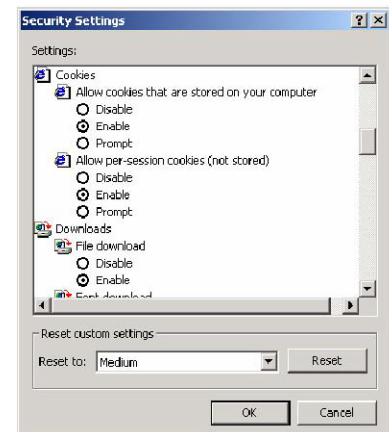 Security Settings
Settings:
Cookies
Allow cookies that are stored on your computer
Disable
Enable
Prompt
Allow per-session cookies (not stored)
Disable
Enable
Prompt
Downloads
File download
Disable
Enable
Font download
Reset custom settings
Reset to: Medium Reset
OK Cancel